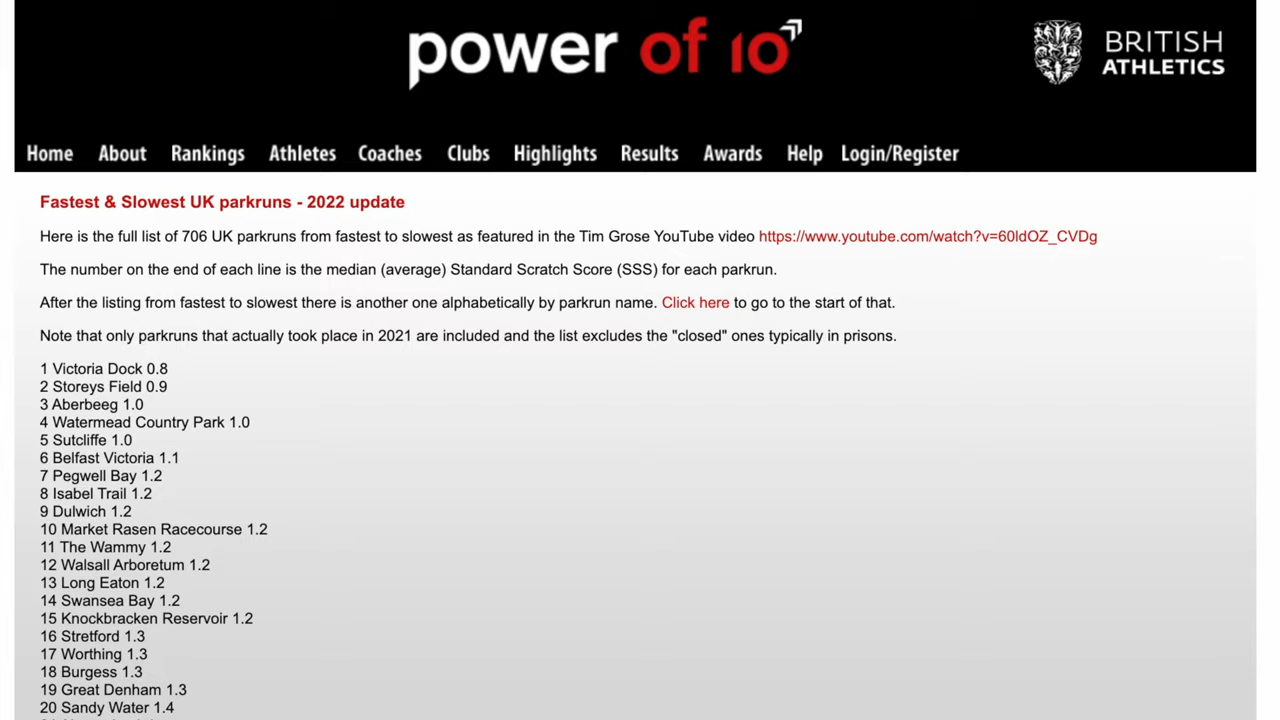 power of 10
BRITISH
ATHLETICS
Home About Rankings Athletes Coaches Clubs Highlights Results Awards Help Login/Register
Fastest & Slowest UK parkruns - 2022 update
Here is the full list of 706 UK parkruns from fastest to slowest as featured in the Tim Grose YouTube video https://www.youtube.com/watch?v=60ldOZ_CVDg
The number on the end of each line is the median (average) Standard Scratch Score (SSS) for each parkrun.
After the listing from fastest to slowest there is another one alphabetically by parkrun name. Click here to go to the start of that.
Note that only parkruns that actually took place in 2021 are included and the list excludes the "closed" ones typically in prisons.
1 Victoria Dock 0.8
2 Storeys Field 0.9
3 Aberbeeg 1.0
4 Watermead Country Park 1.0
5 Sutcliffe 1.0
6 Belfast Victoria 1.1
7 Pegwell Bay 1.2
8 Isabel Trail 1.2
9 Dulwich 1.2
10 Market Rasen Racecourse 1.2
11 The Wammy 1.2
12 Walsall Arboretum 1.2
13 Long Eaton 1.2
14 Swansea Bay 1.2
15 Knockbracken Reservoir 1.2
16 Stretford 1.3
17 Worthing 1.3
18 Burgess 1.3
19 Great Denham 1.3
20 Sandy Water 1.4